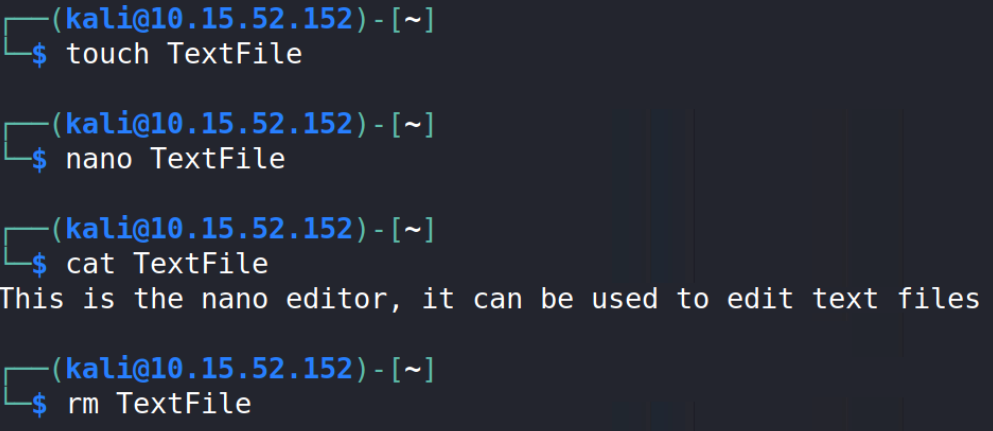 ┌──(kali@10.15.52.152)-[~]
└─$ touch TextFile
┌──(kali@10.15.52.152)-[~]
└─$ nano TextFile
┌──(kali@10.15.52.152)-[~]
└─$ cat TextFile
This is the nano editor, it can be used to edit text files
┌──(kali@10.15.52.152)-[~]
└─$ rm TextFile